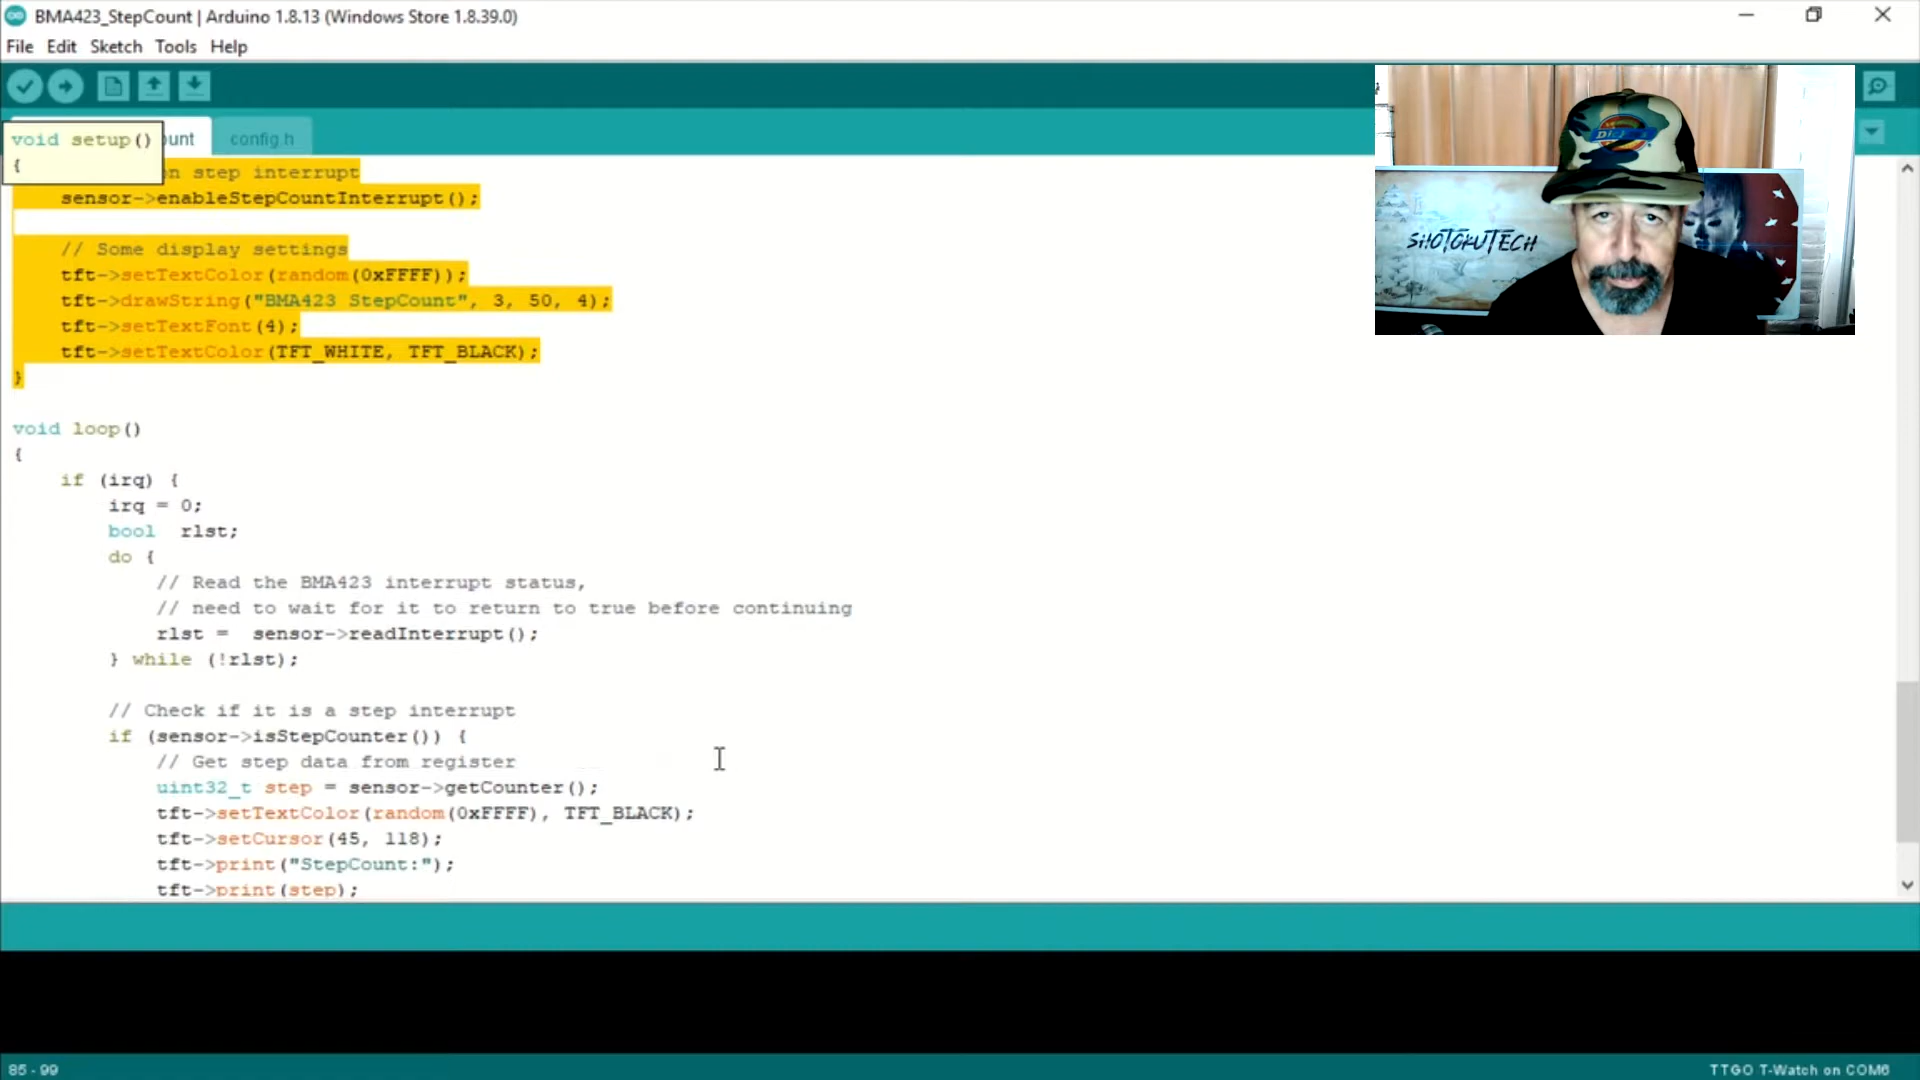 BMA423_StepCount | Arduino 1.8.13 (Windows Store 1.8.39.0)
File Edit Sketch Tools Help
void setup()
{
unt
config.h
on step interrupt
sensor->enableStepCountInterrupt();
// Some display settings
tft->setTextColor(random(0xFFFF));
tft->drawString("BMA423 StepCount", 3, 50, 4);
tft->setTextFont(4);
tft->setTextColor(TFT_WHITE, TFT_BLACK);
}
void loop()
{
if (irq) {
irq = 0;
bool rlst;
do {
// Read the BMA423 interrupt status,
// need to wait for it to return to true before continuing
rlst = sensor->readInterrupt();
} while (!rlst);
// Check if it is a step interrupt
if (sensor->isStepCounter()) {
// Get step data from register
uint32_t step = sensor->getCounter();
tft->setTextColor(random(0xFFFF), TFT_BLACK);
tft->setCursor(45, 118);
tft->print("StepCount:");
tft->print(step);
SHOTOKUTECH
85 - 99
TTGO T-Watch on COM6